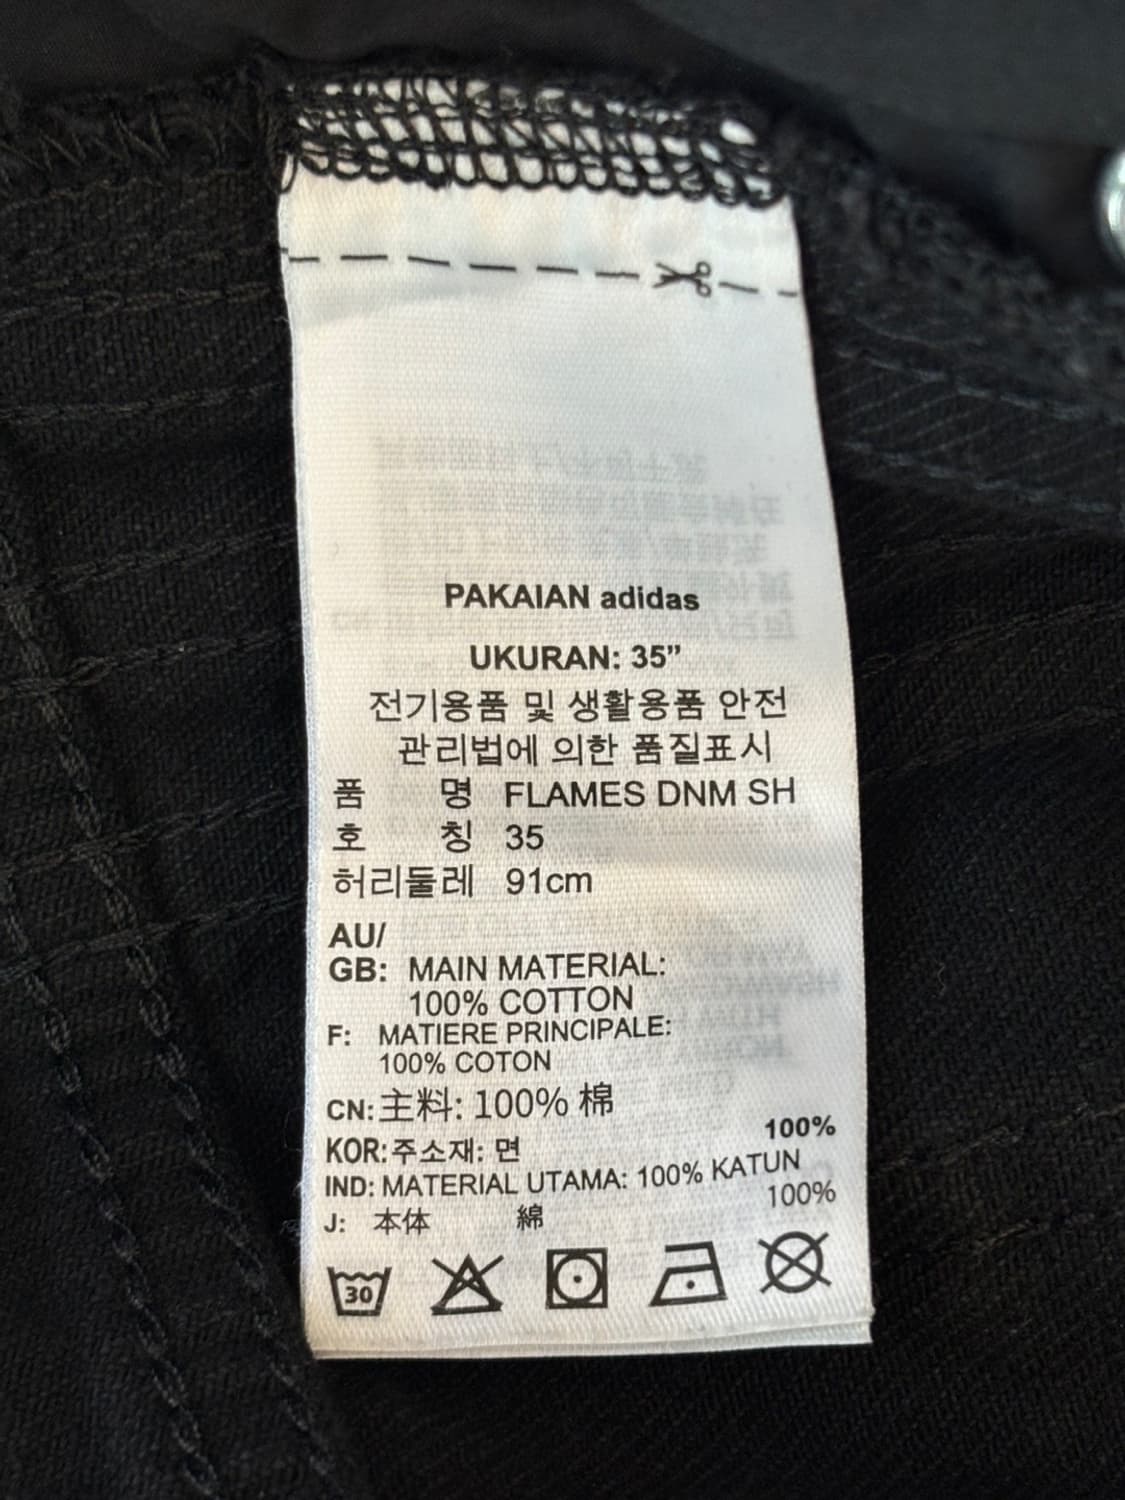 PAKAIAN adidas
UKURAN: 35”
전기용품 및 생활용품 안전
관리법에 의한 품질표시
품 명 FLAMES DNM SH
호 칭 35
허리둘레 91cm
AU/
GB: MAIN MATERIAL:
100% COTTON
F: MATIERE PRINCIPALE:
100% COTON
CN: 主料: 100% 棉
KOR: 주소재: 면 100%
IND: MATERIAL UTAMA: 100% KATUN
J: 本体 綿 100%
30